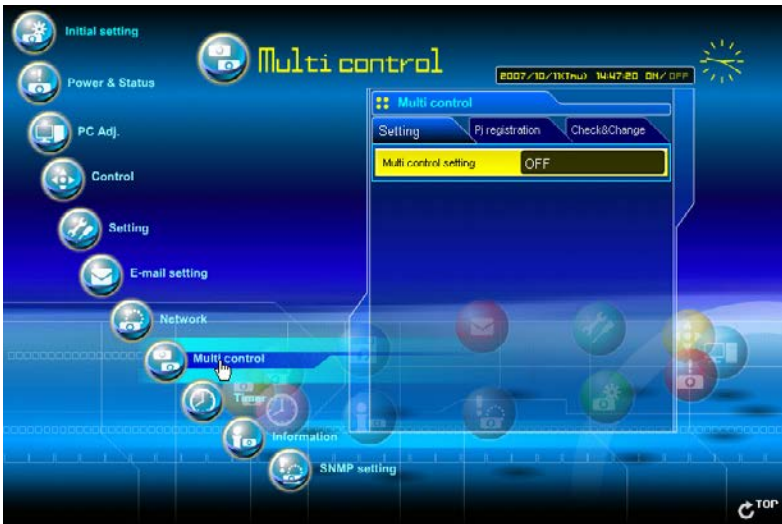 Initial setting
Multi control
2007/10/11(Thu) 14:47:20 ON/OFF
Power & Status
Multi control
PC Adj.
Setting
Pj registration
Check&Change
Multi control setting
OFF
Control
Setting
E-mail setting
Network
Multi control
Timer
Information
SNMP setting
TOP